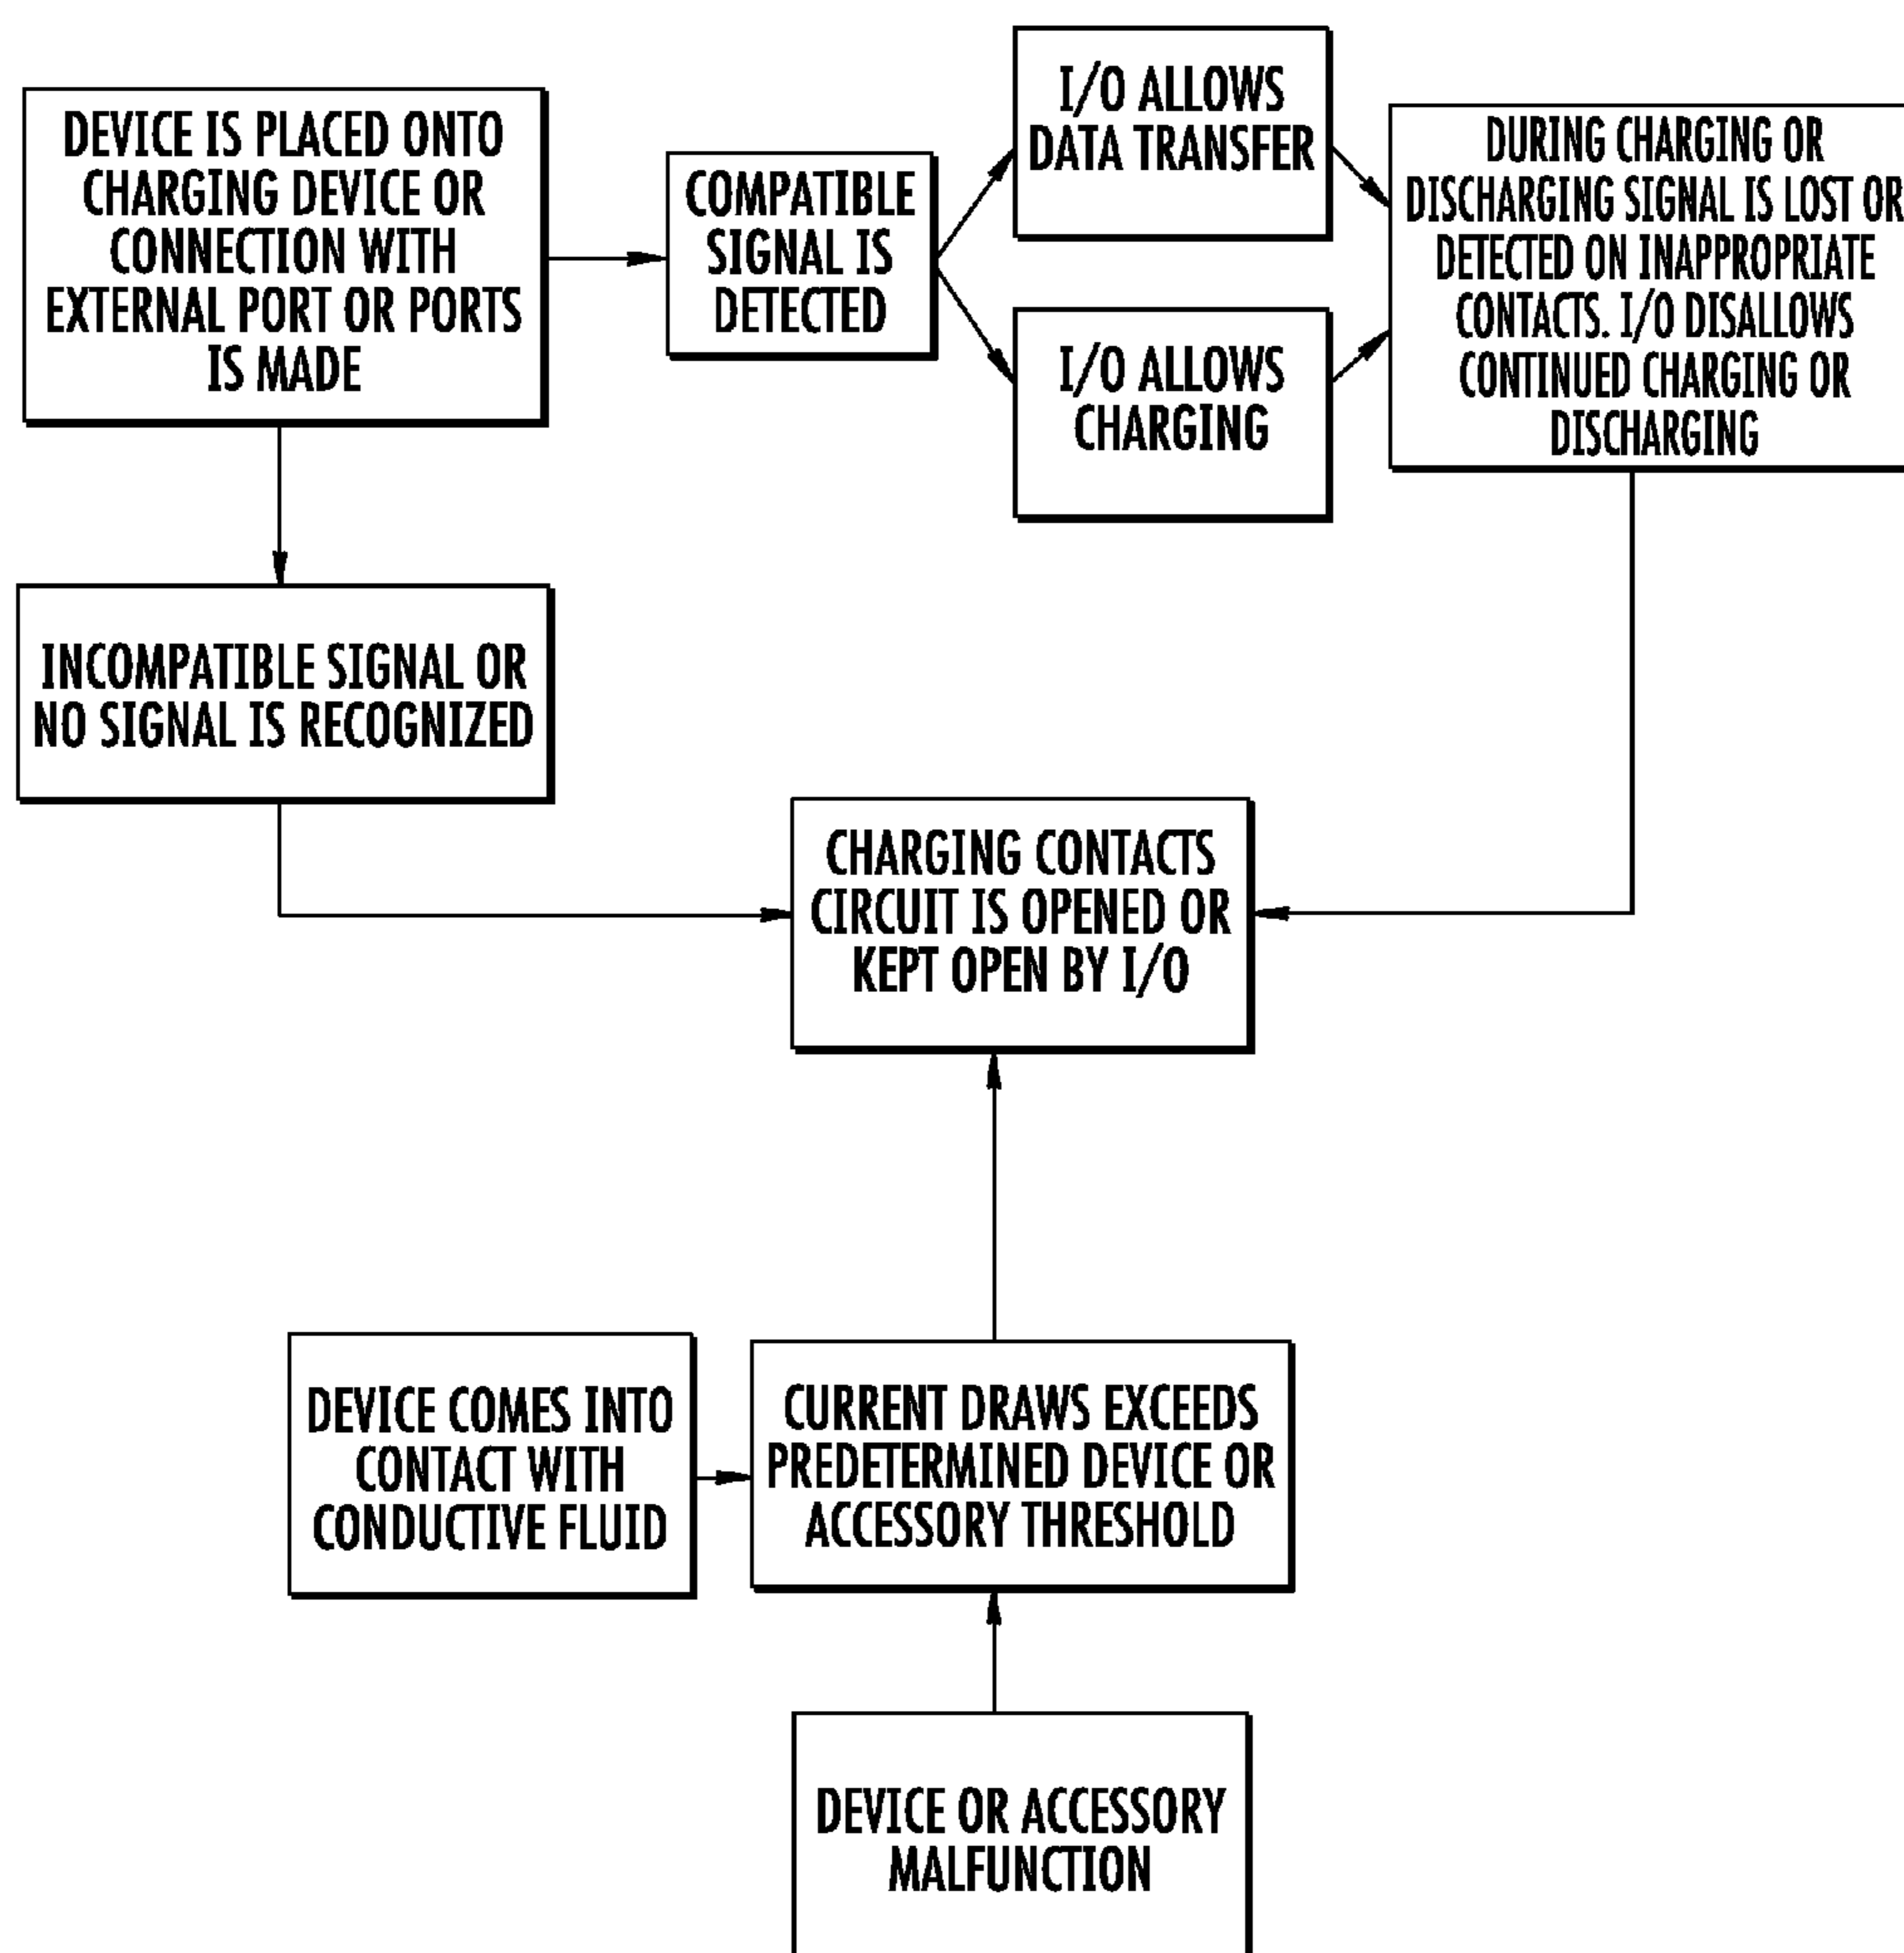 DEVICE IS PLACED ONTO
CHARGING DEVICE OR
CONNECTION WITH
EXTERNAL PORT OR PORTS
IS MADE
COMPATIBLE
SIGNAL IS
DETECTED
I/O ALLOWS
DATA TRANSFER
I/O ALLOWS
CHARGING
DURING CHARGING OR
DISCHARGING SIGNAL IS LOST OR
DETECTED ON INAPPROPRIATE
CONTACTS. I/O DISALLOWS
CONTINUED CHARGING OR
DISCHARGING
INCOMPATIBLE SIGNAL OR
NO SIGNAL IS RECOGNIZED
CHARGING CONTACTS
CIRCUIT IS OPENED OR
KEPT OPEN BY I/O
DEVICE COMES INTO
CONTACT WITH
CONDUCTIVE FLUID
CURRENT DRAWS EXCEEDS
PREDETERMINED DEVICE OR
ACCESSORY THRESHOLD
DEVICE OR ACCESSORY
MALFUNCTION